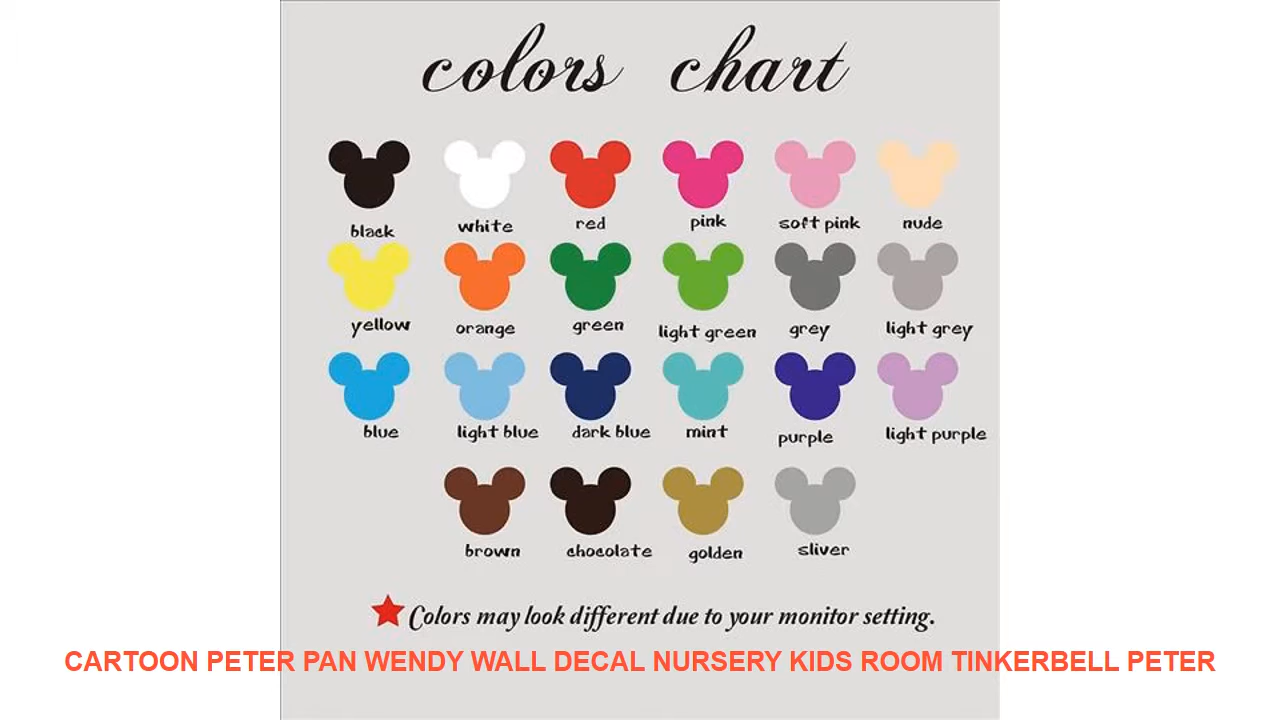 colors chart
black white red pink soft pink nude
yellow orange green light green grey light grey
blue light blue dark blue mint purple light purple
brown chocolate golden sliver
Colors may look different due to your monitor setting.
CARTOON PETER PAN WENDY WALL DECAL NURSERY KIDS ROOM TINKERBELL PETER